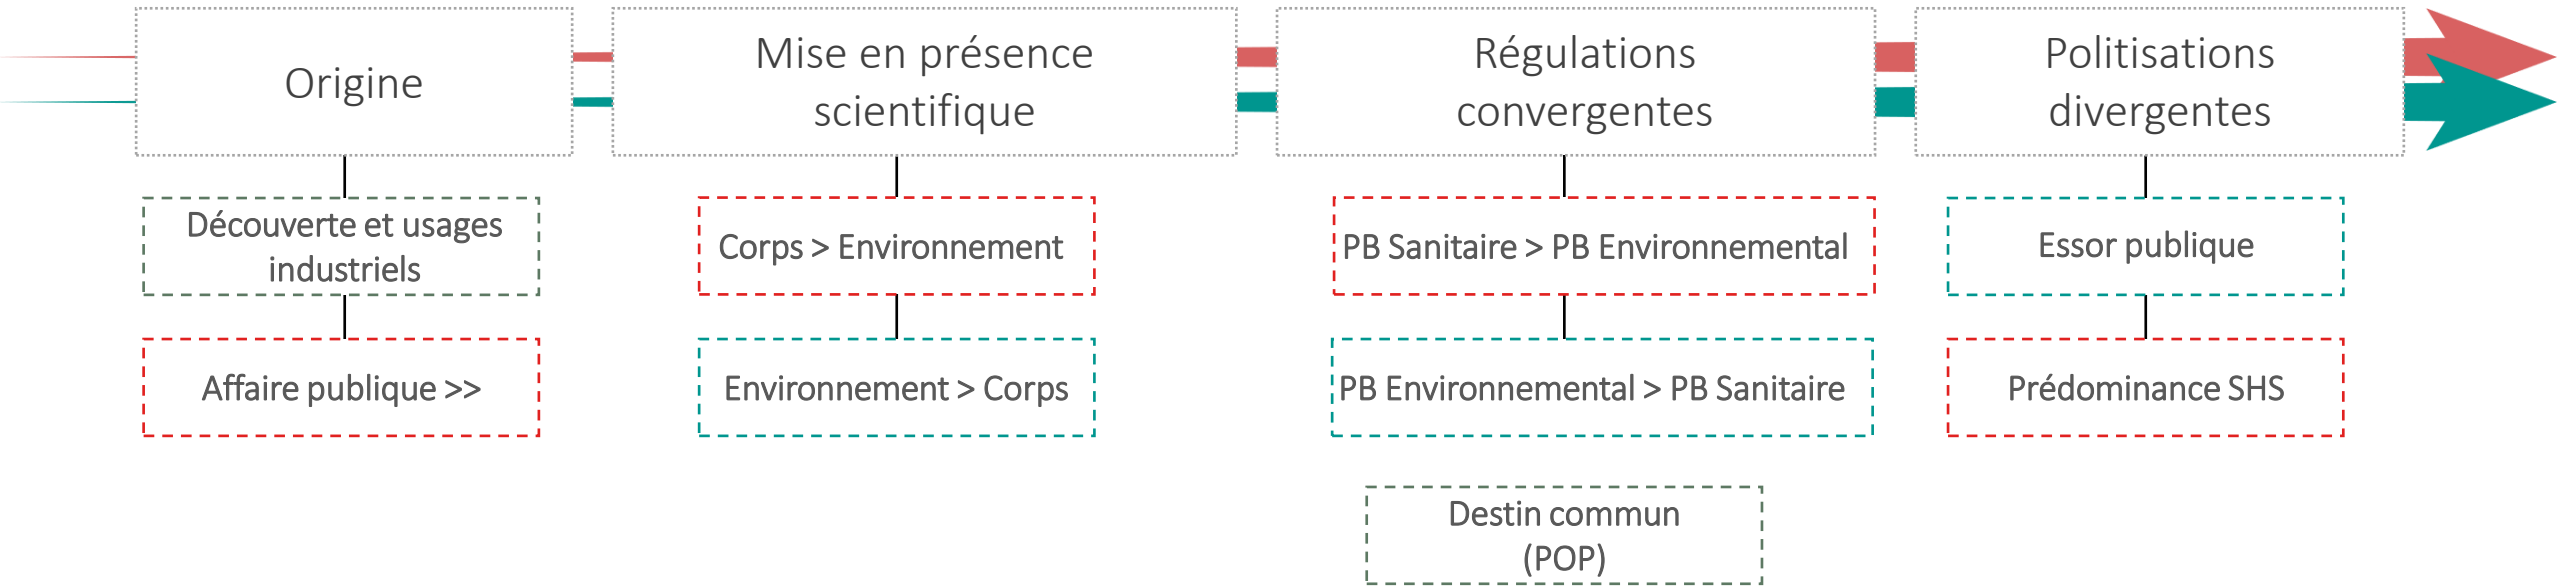 Origine
Découverte et usages
industriels
Affaire publique >>
Mise en présence
scientifique
Corps > Environnement
Environnement > Corps
Régulations
convergentes
PB Sanitaire > PB Environnemental
PB Environnemental > PB Sanitaire
Destin commun
(POP)
Politisations
divergentes
Essor publique
Prédominance SHS